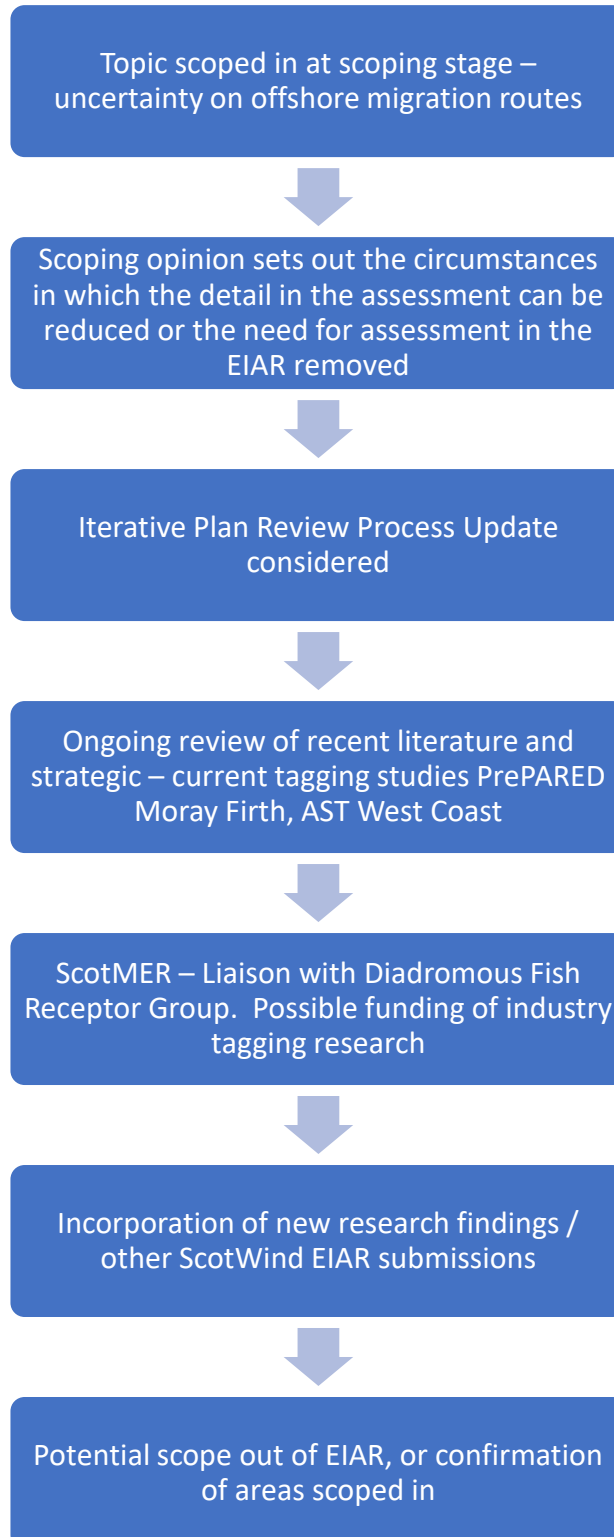 Topic scoped in at scoping stage –
uncertainty on offshore migration routes
Scoping opinion sets out the circumstances
in which the detail in the assessment can be
reduced or the need for assessment in the
EIAR removed
Iterative Plan Review Process Update
considered
Ongoing review of recent literature and
strategic – current tagging studies PrePARED
Moray Firth, AST West Coast
ScotMER – Liaison with Diadromous Fish
Receptor Group.  Possible funding of industry
tagging research
Incorporation of new research findings /
other ScotWind EIAR submissions
Potential scope out of EIAR, or confirmation
of areas scoped in